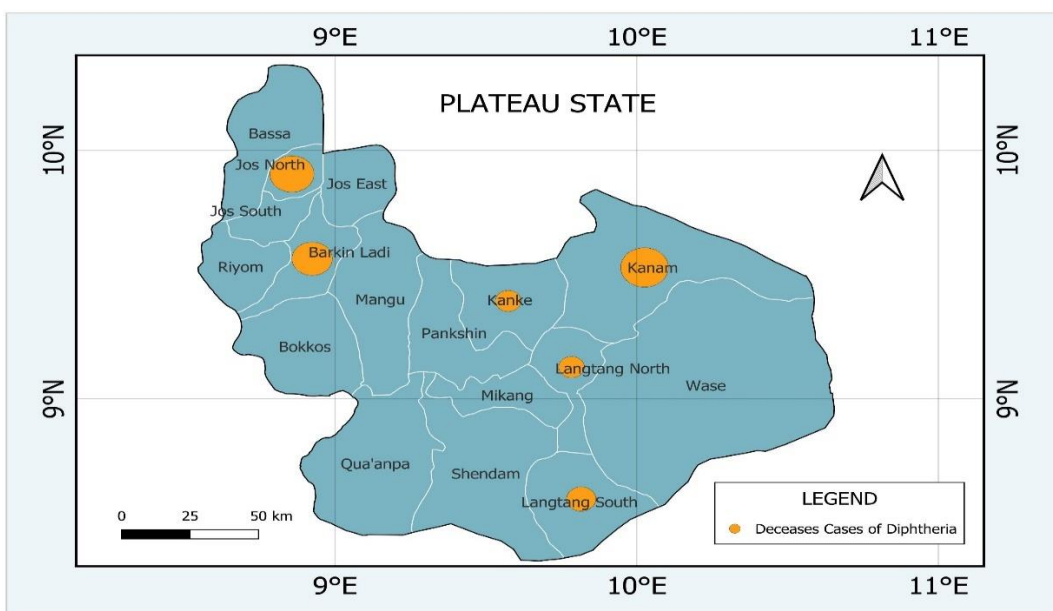 9°E 10°E 11°E
PLATEAU STATE
10°N 10°N
Bassa
Jos North
Jos East
Jos South
Barkin Ladi
Riyom
Kanam
Mangu
Kanke
Pankshin
Bokkos
Langtang North
Wase
9°N 9°N
Mikang
Qua'anpa
Shendam
Langtang South
0 25 50 km
LEGEND
Deceases Cases of Diphtheria
9°E 10°E 11°E